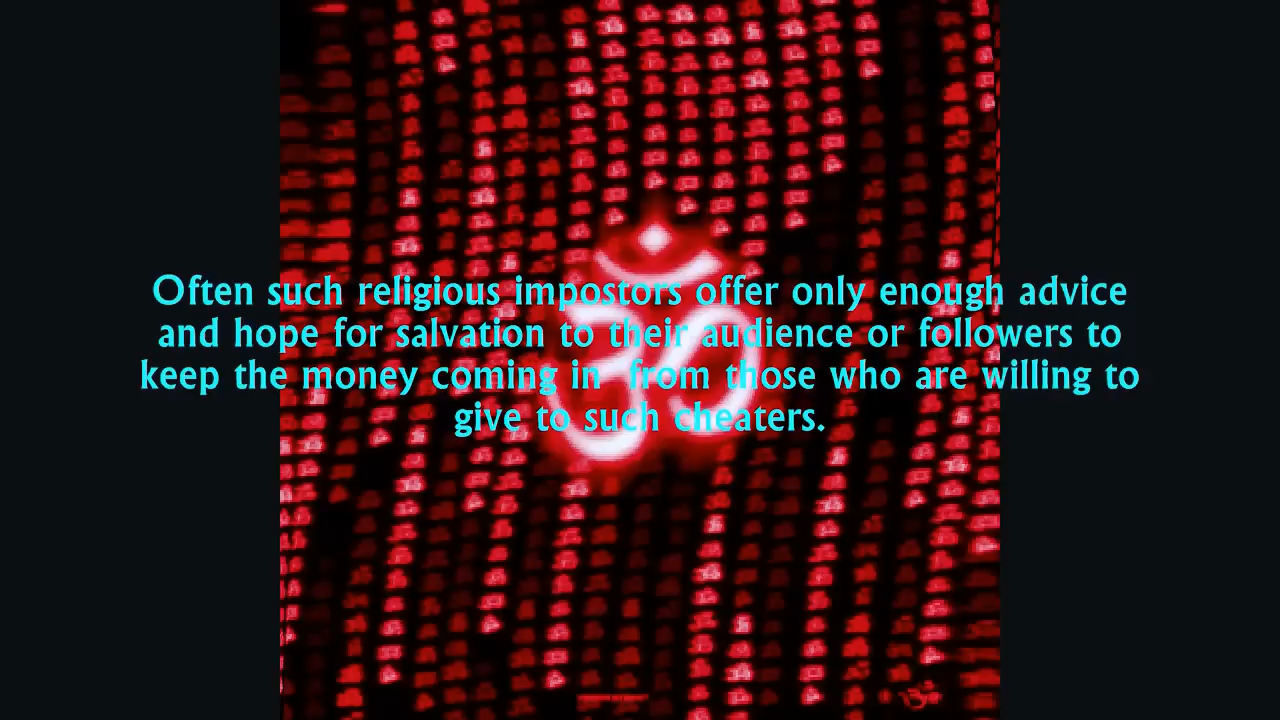 Often such religious impostors offer only enough advice
and hope for salvation to their audience or followers to
keep the money coming in  from those who are willing to
give to such cheaters.
ॐ